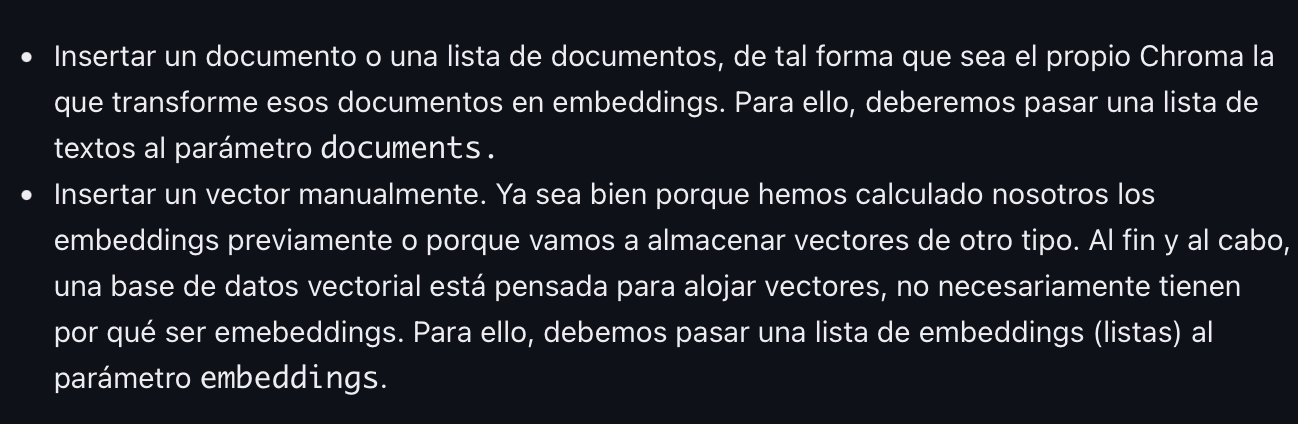 • Insertar un documento o una lista de documentos, de tal forma que sea el propio Chroma la
que transforme esos documentos en embeddings. Para ello, deberemos pasar una lista de
textos al parámetro documents.
• Insertar un vector manualmente. Ya sea bien porque hemos calculado nosotros los
embeddings previamente o porque vamos a almacenar vectores de otro tipo. Al fin y al cabo,
una base de datos vectorial está pensada para alojar vectores, no necesariamente tienen
por qué ser emebeddings. Para ello, debemos pasar una lista de embeddings (listas) al
parámetro embeddings.